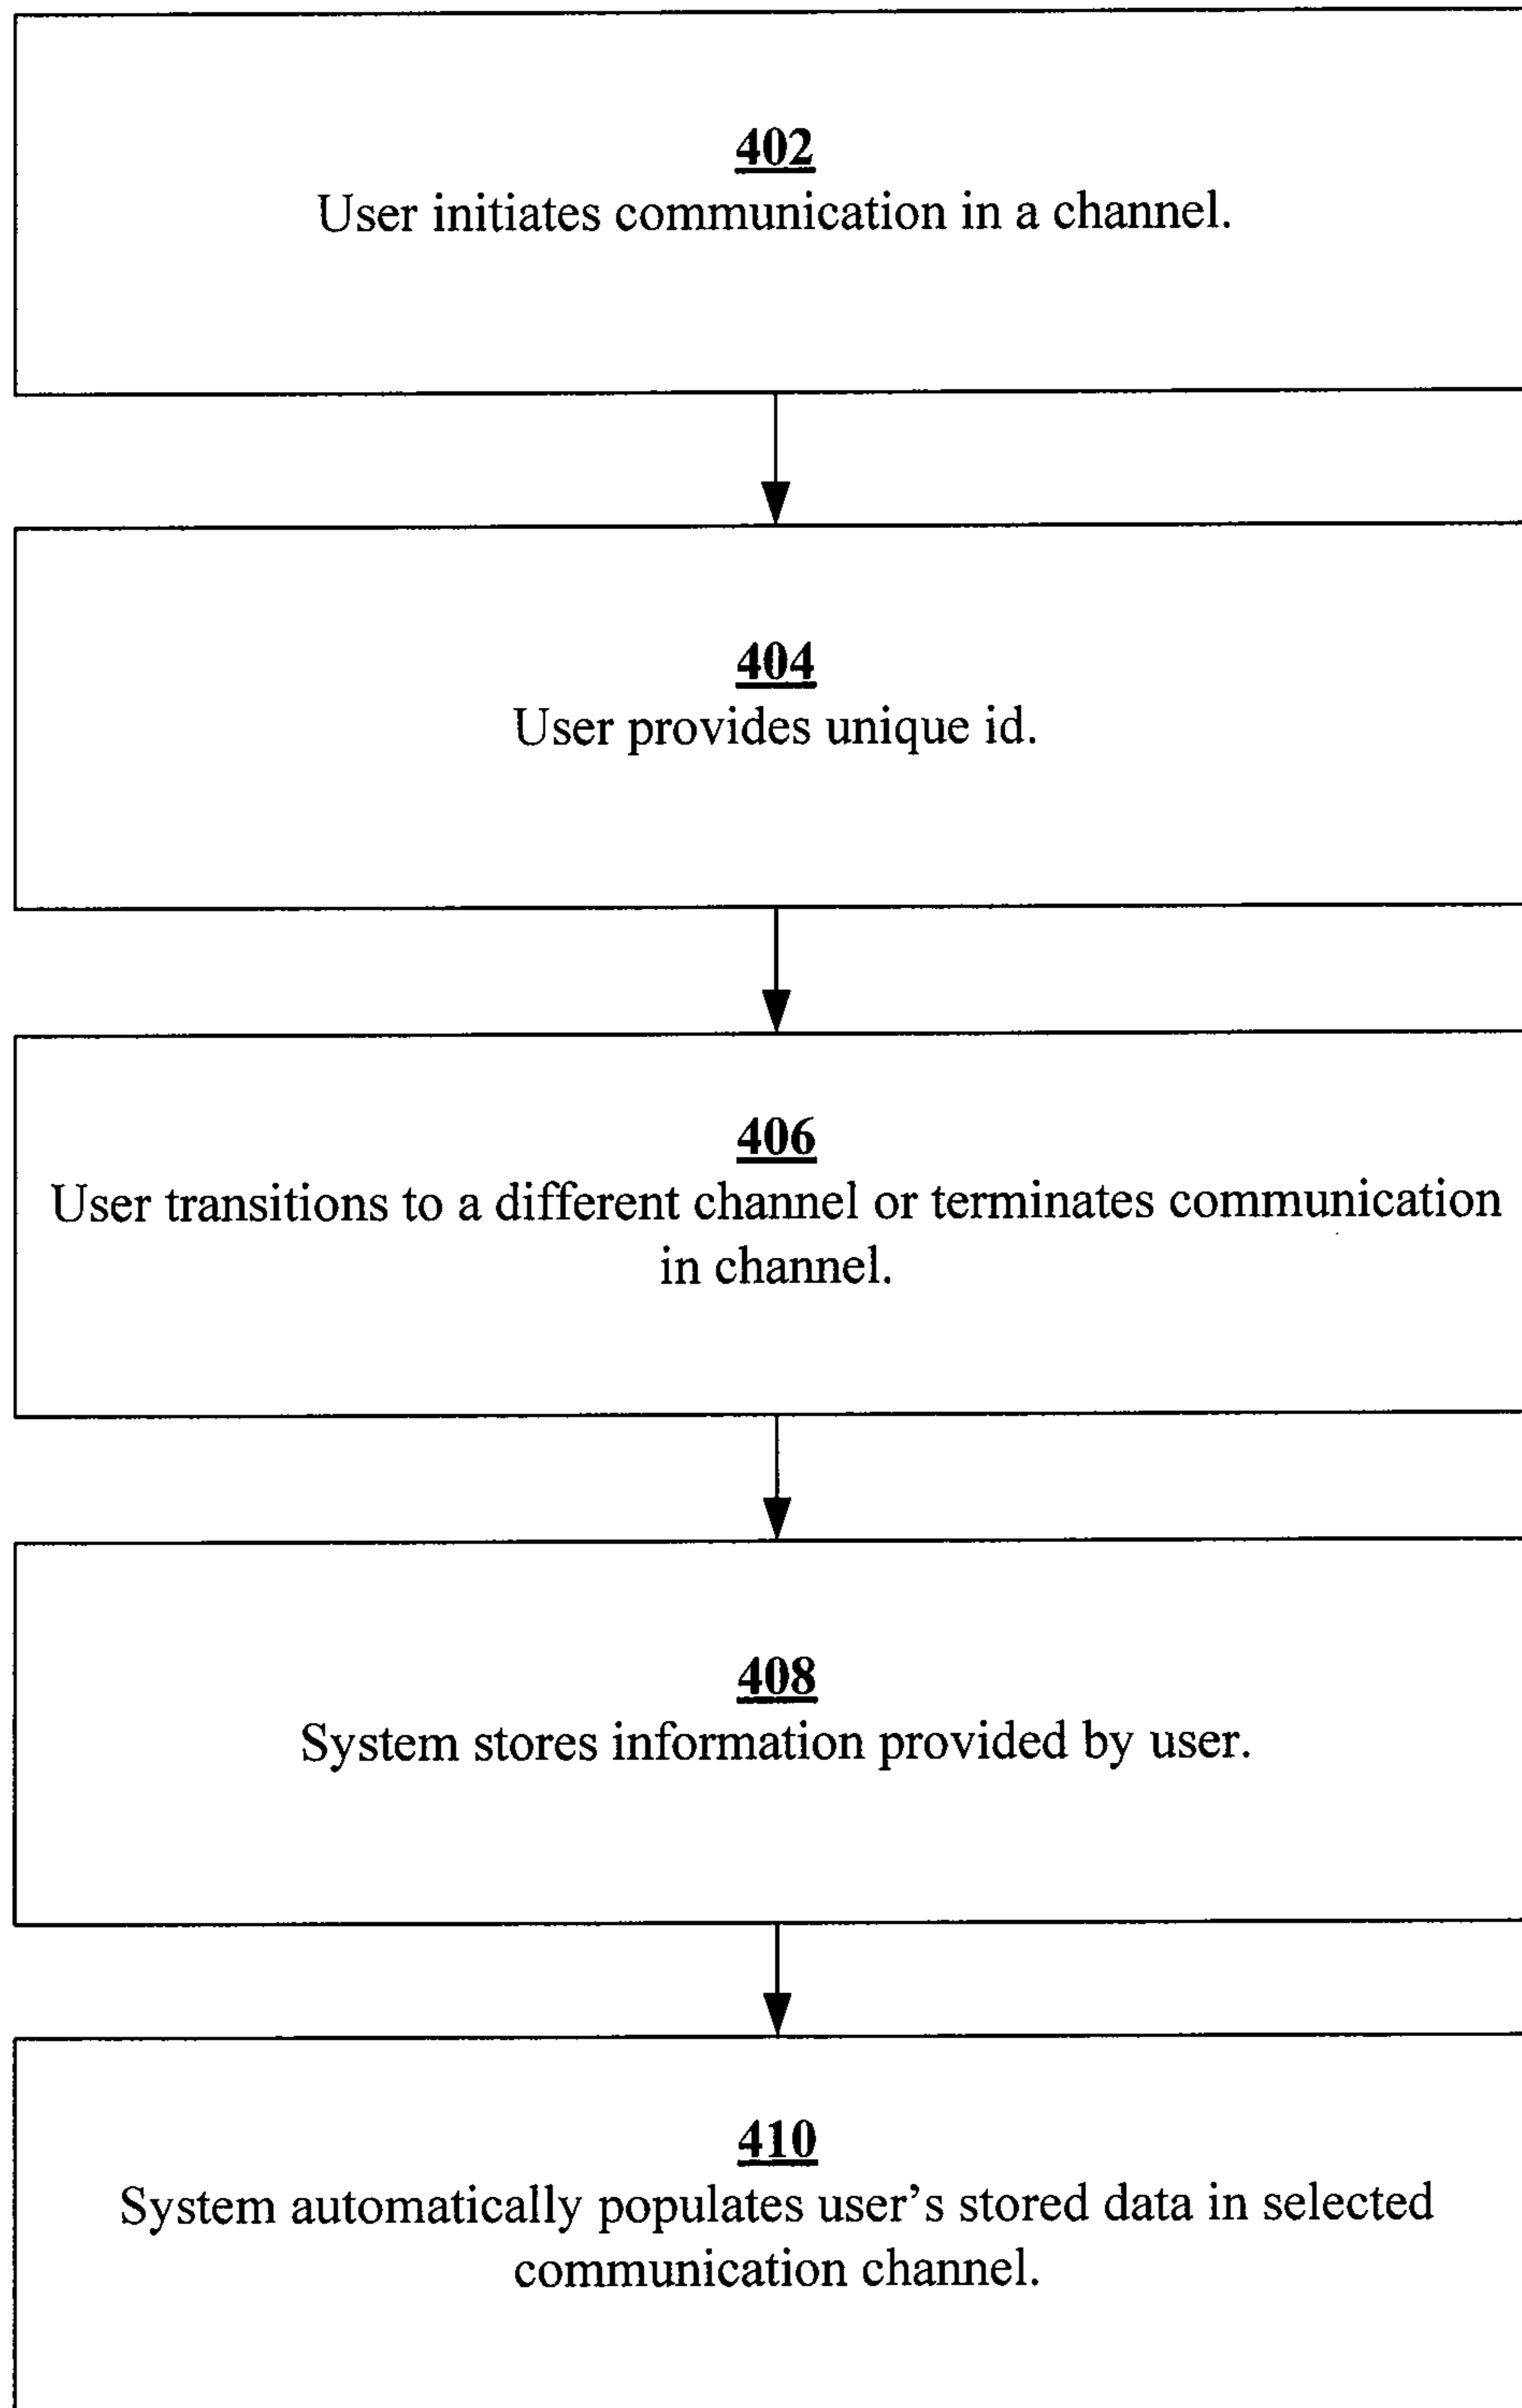 402
User initiates communication in a channel.
404
User provides unique id.
406
User transitions to a different channel or terminates communication
in channel.
408
System stores information provided by user.
410
System automatically populates user’s stored data in selected
communication channel.